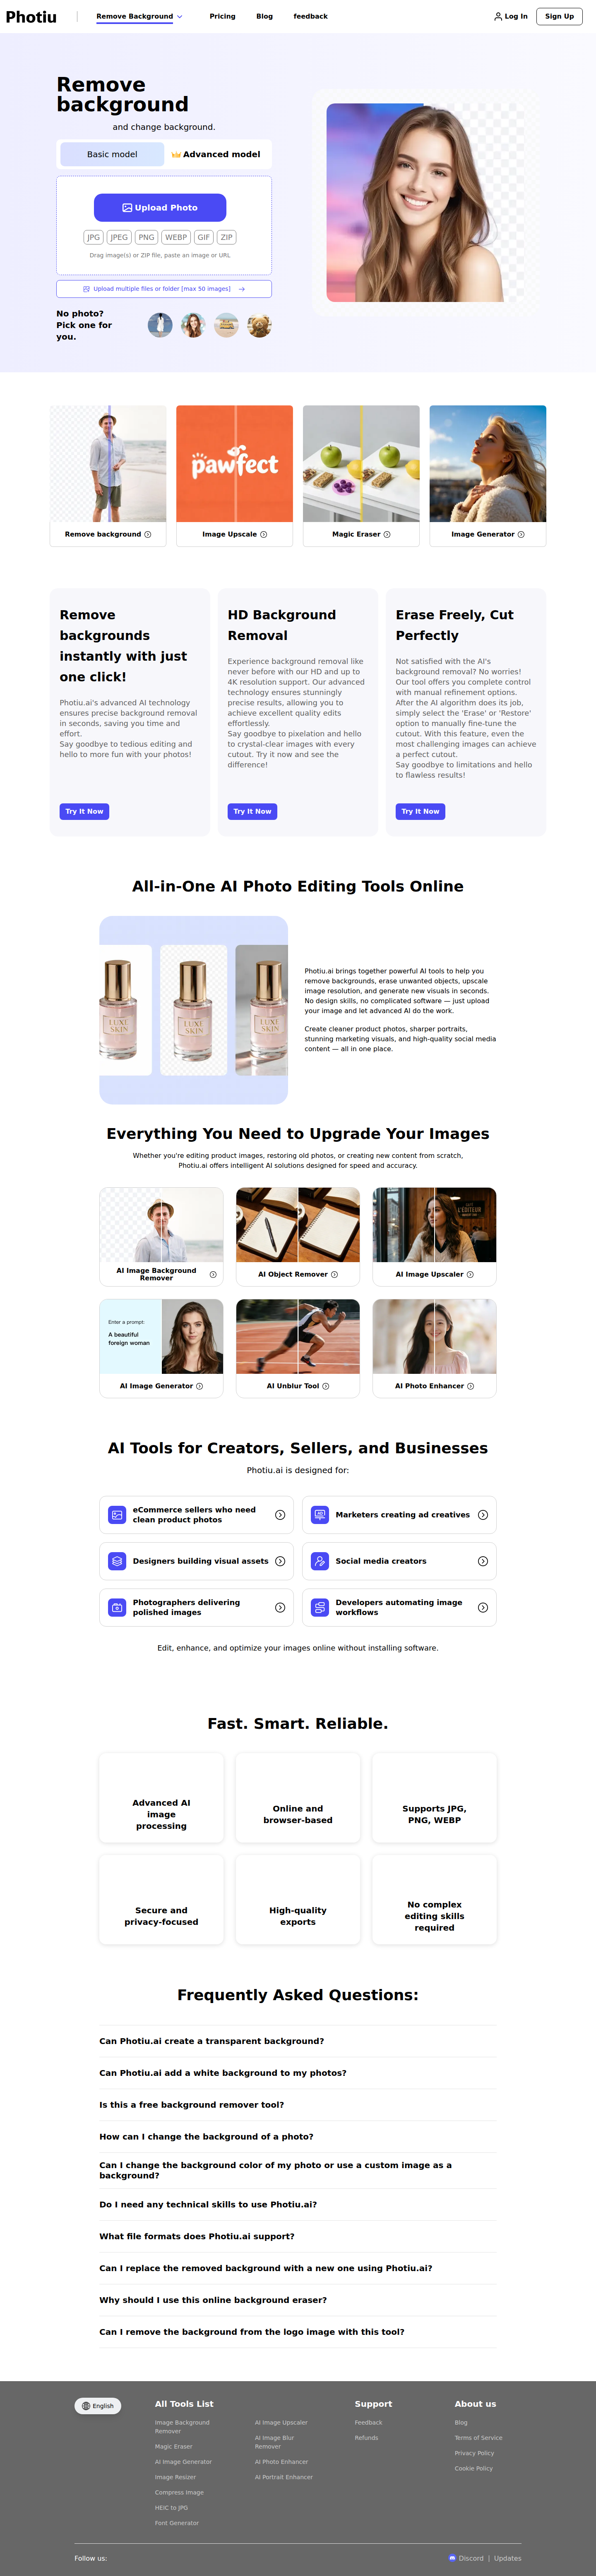 Photiu
Remove Background
Pricing
Blog
feedback
Log In
Sign Up
Remove
background
and change background.
Basic model
Advanced model
Upload Photo
JPG
JPEG
PNG
WEBP
GIF
ZIP
Drag image(s) or ZIP file, paste an image or URL
Upload multiple files or folder [max 50 images]
No photo?
Pick one for
you.
pawfect
Remove background
Image Upscale
Magic Eraser
Image Generator
Remove
backgrounds
instantly with just
one click!
Photiu.ai's advanced AI technology
ensures precise background removal
in seconds, saving you time and
effort.
Say goodbye to tedious editing and
hello to more fun with your photos!
Try It Now
HD Background
Removal
Experience background removal like
never before with our HD and up to
4K resolution support. Our advanced
technology ensures stunningly
precise results, allowing you to
achieve excellent quality edits
effortlessly.
Say goodbye to pixelation and hello
to crystal-clear images with every
cutout. Try it now and see the
difference!
Try It Now
Erase Freely, Cut
Perfectly
Not satisfied with the AI's
background removal? No worries!
Our tool offers you complete control
with manual refinement options.
After the AI algorithm does its job,
simply select the 'Erase' or 'Restore'
option to manually fine-tune the
cutout. With this feature, even the
most challenging images can achieve
a perfect cutout.
Say goodbye to limitations and hello
to flawless results!
Try It Now
All-in-One AI Photo Editing Tools Online
LUXE
SKIN
LUXE
SKIN
LUXE
SKIN
Photiu.ai brings together powerful AI tools to help you
remove backgrounds, erase unwanted objects, upscale
image resolution, and generate new visuals in seconds.
No design skills, no complicated software — just upload
your image and let advanced AI do the work.
Create cleaner product photos, sharper portraits,
stunning marketing visuals, and high-quality social media
content — all in one place.
Everything You Need to Upgrade Your Images
Whether you're editing product images, restoring old photos, or creating new content from scratch,
Photiu.ai offers intelligent AI solutions designed for speed and accuracy.
AI Image Background
Remover
AI Object Remover
AI Image Upscaler
Enter a prompt:
A beautiful
foreign woman
AI Image Generator
AI Unblur Tool
AI Photo Enhancer
AI Tools for Creators, Sellers, and Businesses
Photiu.ai is designed for:
eCommerce sellers who need
clean product photos
Marketers creating ad creatives
Designers building visual assets
Social media creators
Photographers delivering
polished images
Developers automating image
workflows
Edit, enhance, and optimize your images online without installing software.
Fast. Smart. Reliable.
Advanced AI
image
processing
Online and
browser-based
Supports JPG,
PNG, WEBP
Secure and
privacy-focused
High-quality
exports
No complex
editing skills
required
Frequently Asked Questions:
Can Photiu.ai create a transparent background?
Can Photiu.ai add a white background to my photos?
Is this a free background remover tool?
How can I change the background of a photo?
Can I change the background color of my photo or use a custom image as a
background?
Do I need any technical skills to use Photiu.ai?
What file formats does Photiu.ai support?
Can I replace the removed background with a new one using Photiu.ai?
Why should I use this online background eraser?
Can I remove the background from the logo image with this tool?
English
All Tools List
Image Background
Remover
Magic Eraser
AI Image Generator
Image Resizer
Compress Image
HEIC to JPG
Font Generator
AI Image Upscaler
AI Image Blur
Remover
AI Photo Enhancer
AI Portrait Enhancer
Support
Feedback
Refunds
About us
Blog
Terms of Service
Privacy Policy
Cookie Policy
Follow us:
Discord | Updates